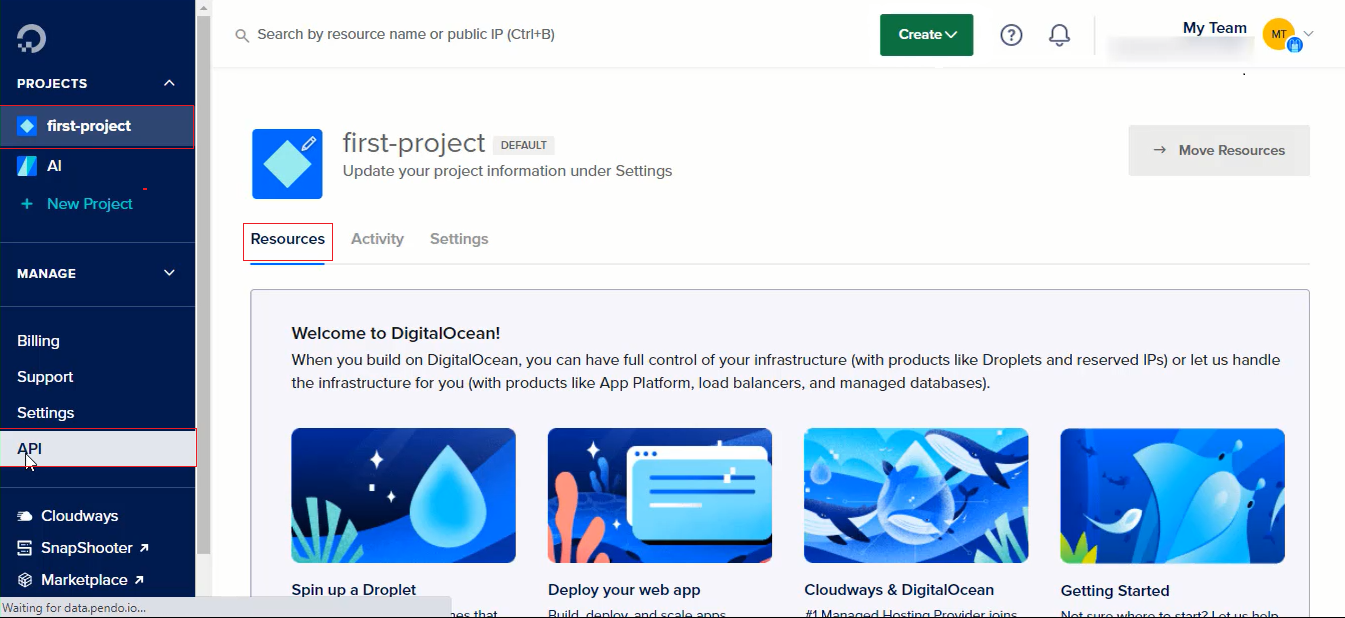 PROJECTS
first-project
AI
+ New Project
MANAGE
Billing
Support
Settings
API
Cloudways
SnapShooter
Marketplace
Waiting for data.pendo.io...
Search by resource name or public IP (Ctrl+B)
Create
?
My Team
MT
first-project DEFAULT
Update your project information under Settings
→ Move Resources
Resources Activity Settings
Welcome to DigitalOcean!
When you build on DigitalOcean, you can have full control of your infrastructure (with products like Droplets and reserved IPs) or let us handle
the infrastructure for you (with products like App Platform, load balancers, and managed databases).
Spin up a Droplet
that
Deploy your web app
Build, deploy, and scale apps
Cloudways & DigitalOcean
#1 Managed Hosting Provider joins
Getting Started
Not sure where to start? Let us help